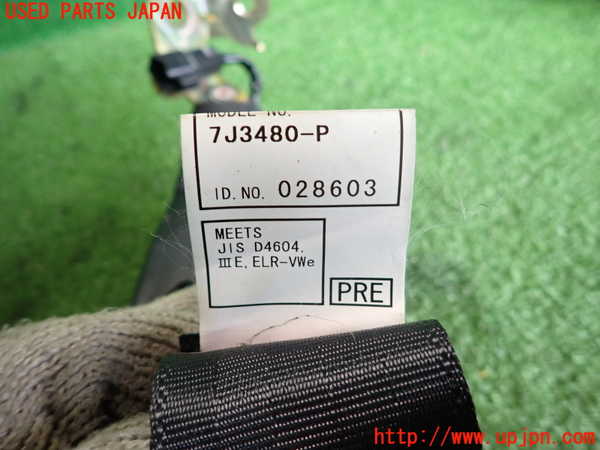 USED PARTS JAPAN
MODEL NO.
7J3480-P
ID. NO. 028603
MEETS
JIS D4604,
ⅢE, ELR-VWe
PRE
http://www.upjpn.com